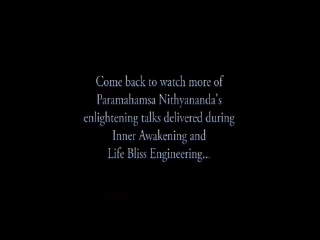 Come back to watch more of
Paramahamsa Nithyananda's
enlightening talks delivered during
Inner Awakening and
Life Bliss Engineering...